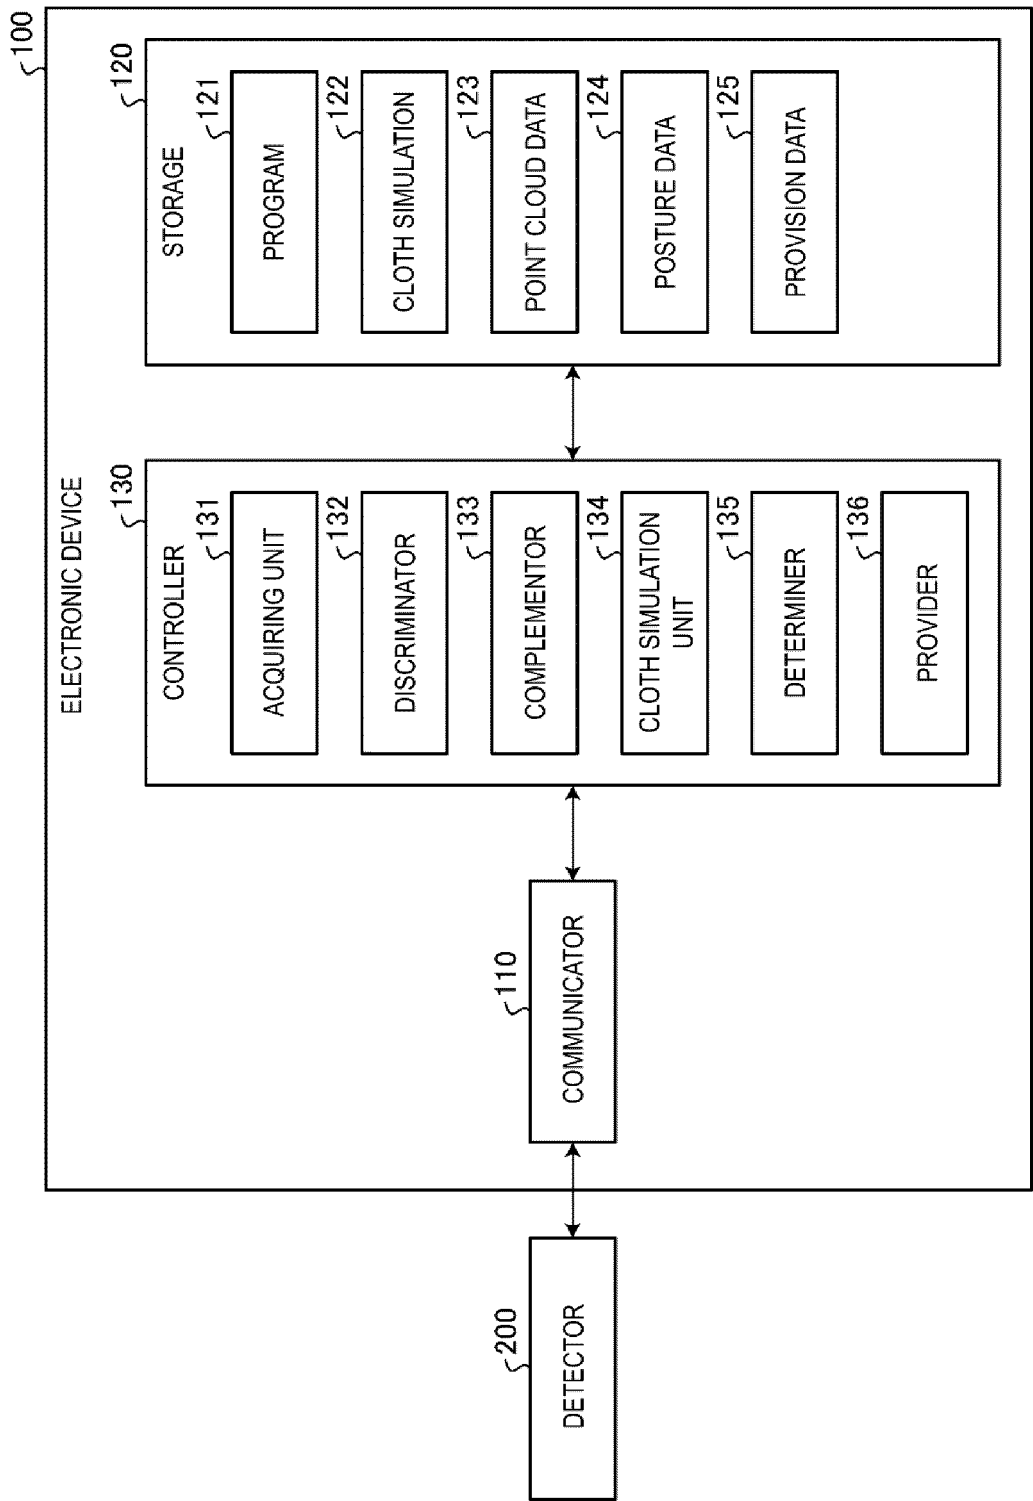 100
ELECTRONIC DEVICE
200
DETECTOR
110
COMMUNICATOR
130
CONTROLLER
131
ACQUIRING UNIT
132
DISCRIMINATOR
133
COMPLEMENTOR
134
CLOTH SIMULATION
UNIT
135
DETERMINER
136
PROVIDER
120
STORAGE
121
PROGRAM
122
CLOTH SIMULATION
123
POINT CLOUD DATA
124
POSTURE DATA
125
PROVISION DATA